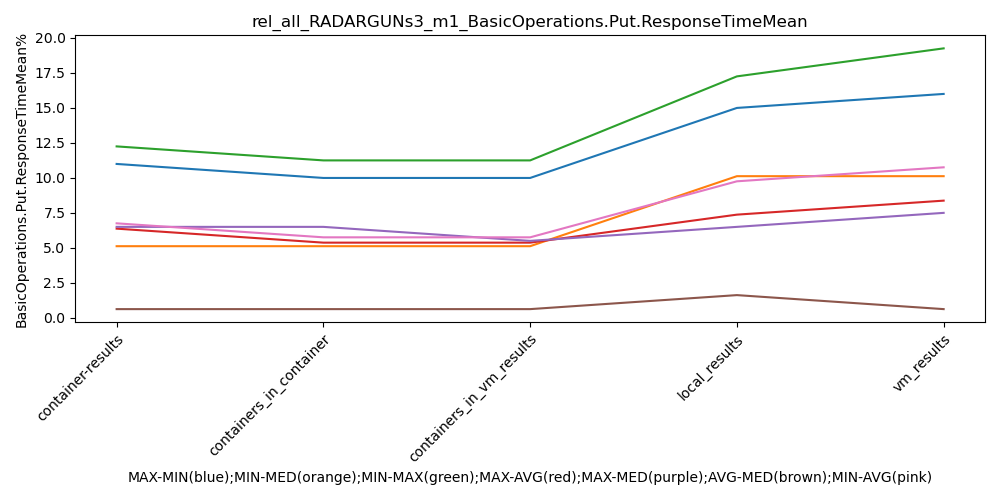 rel_all_RADARGUNs3_m1_BasicOperations.Put.ResponseTimeMean
BasicOperations.Put.ResponseTimeMean%
20.0
17.5
15.0
12.5
10.0
7.5
5.0
2.5
0.0
container-results
containers_in_container
containers_in_vm_results
local_results
vm_results
MAX-MIN(blue);MIN-MED(orange);MIN-MAX(green);MAX-AVG(red);MAX-MED(purple);AVG-MED(brown);MIN-AVG(pink)